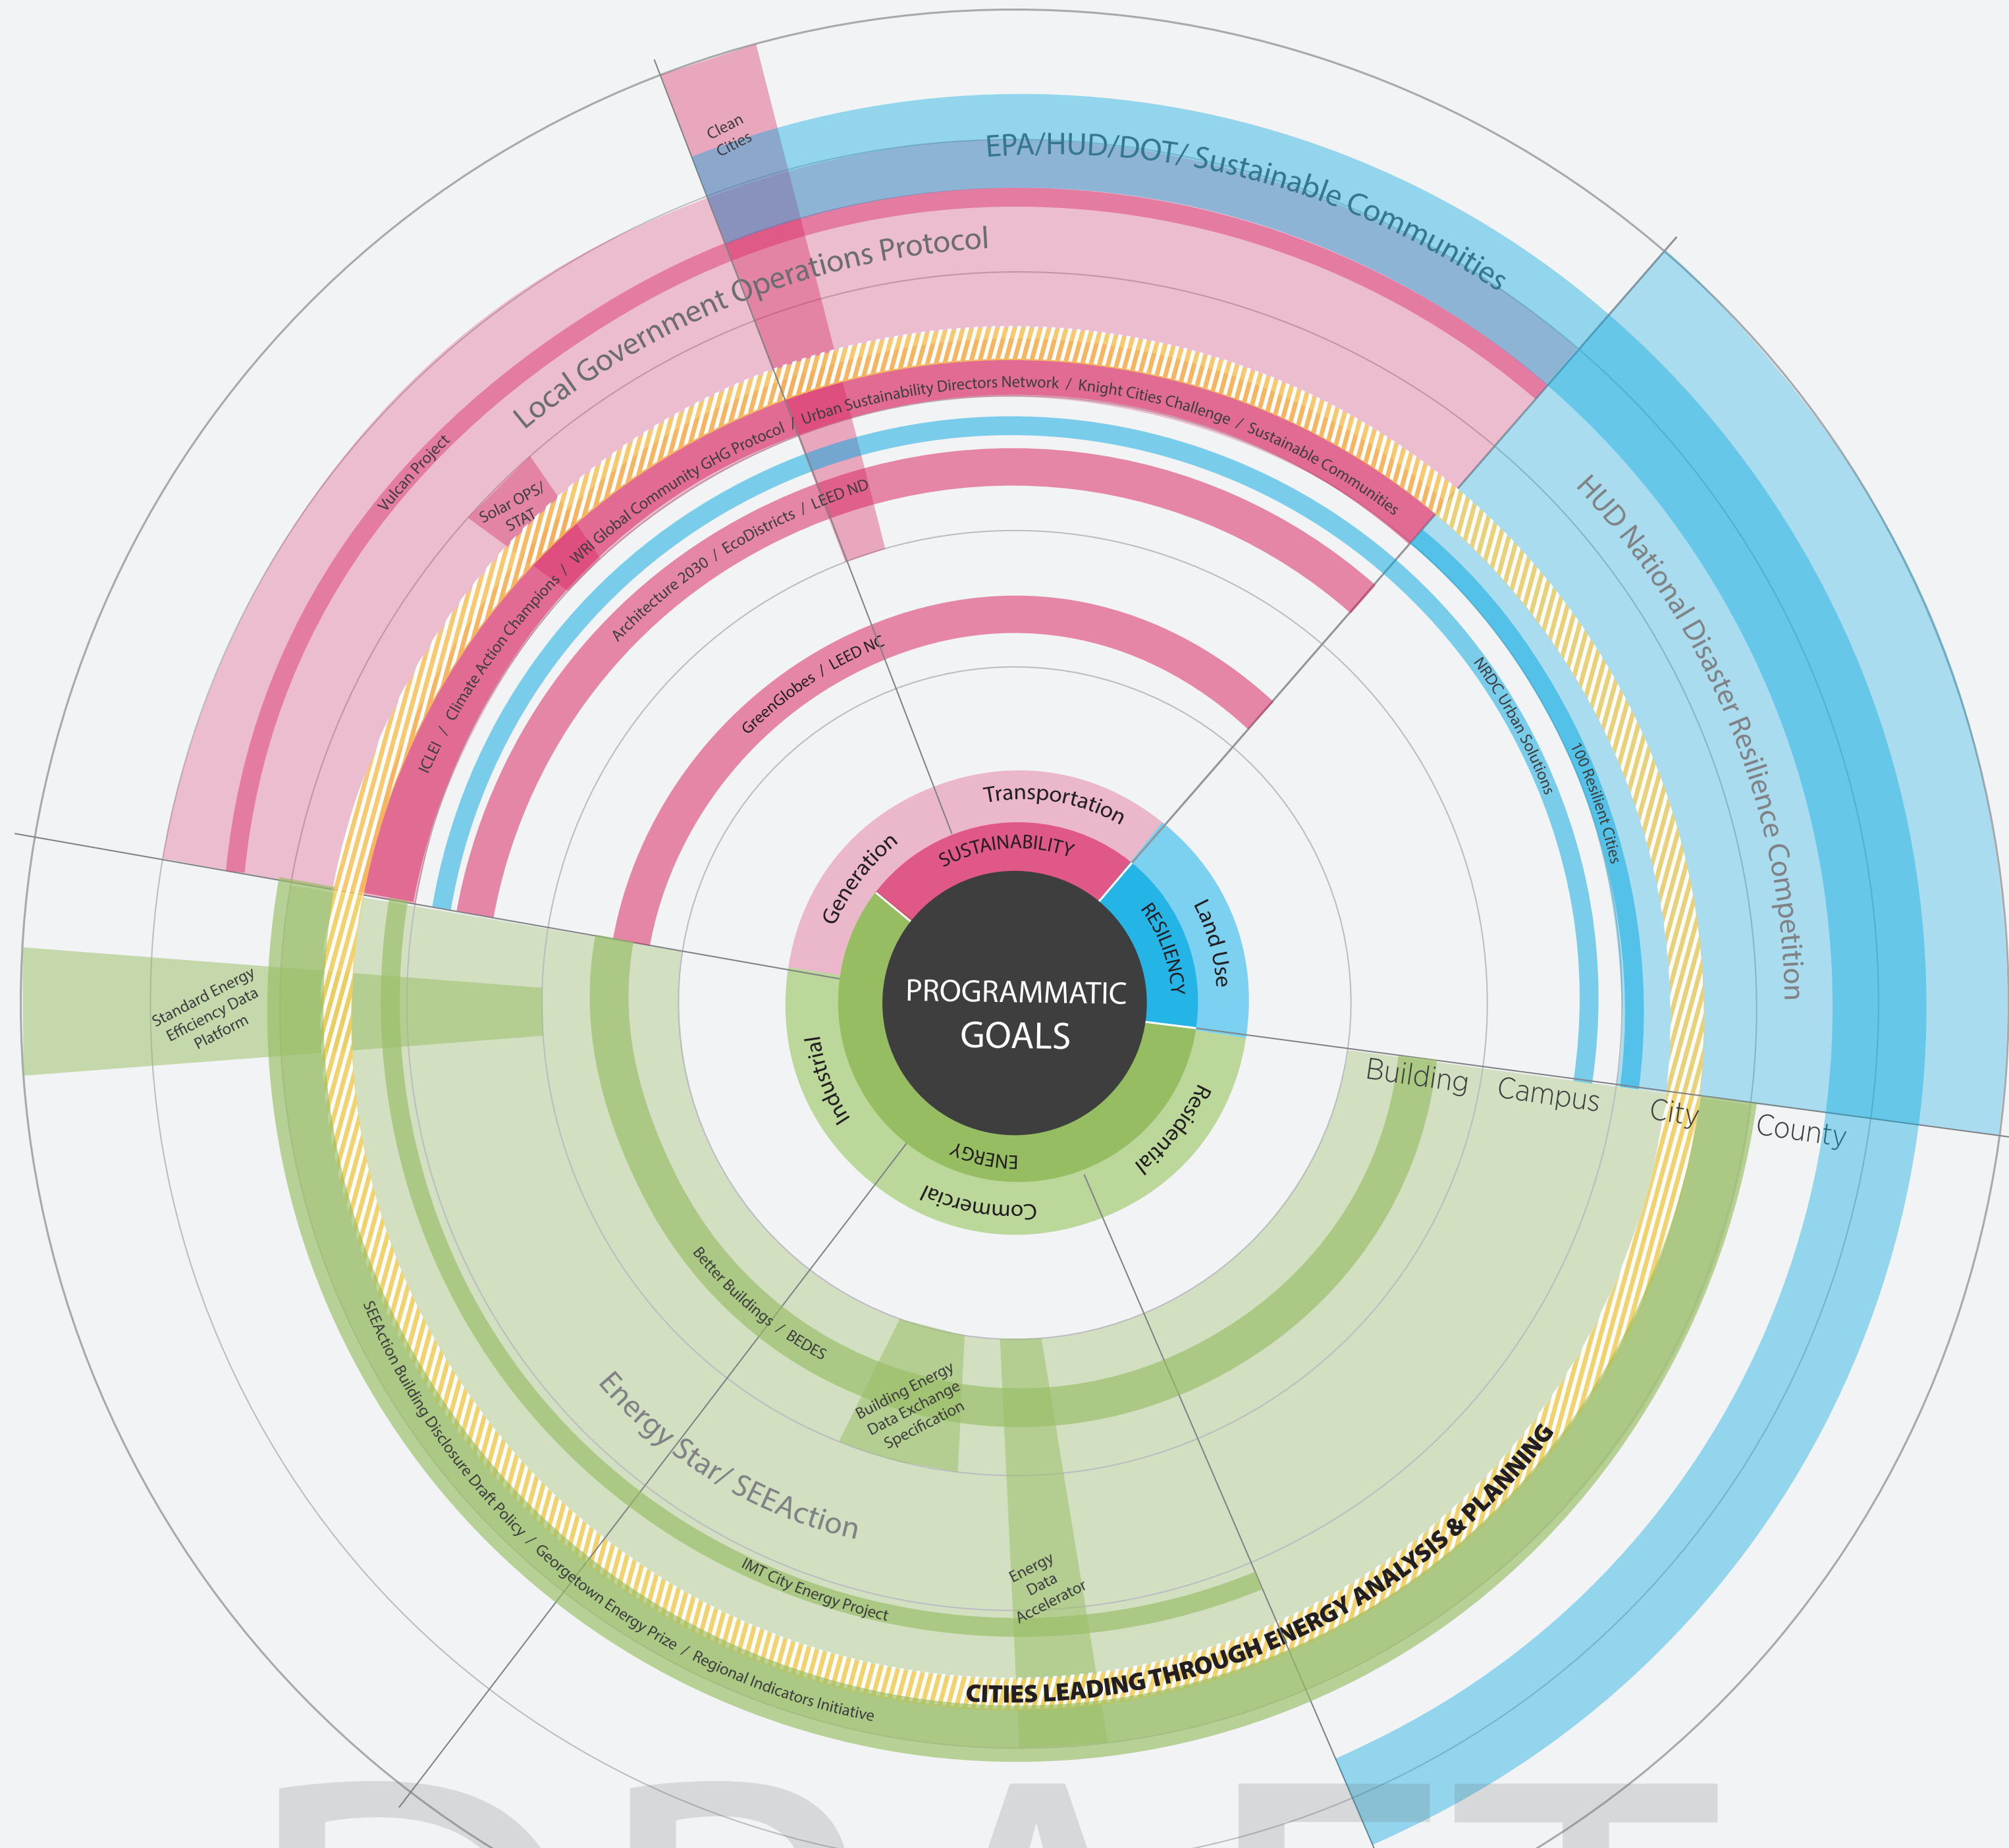 Clean
Cities
EPA/HUD/DOT/ Sustainable Communities
Local Government Operations Protocol
Vulcan Project
Solar OPS/
STAT
ICLEI / Climate Action Champions / WRI Global Community GHG Protocol / Urban Sustainability Directors Network / Knight Cities Challenge / Sustainable Communities
Architecture 2030 / EcoDistricts / LEED ND
GreenGlobes / LEED NC
HUD National Disaster Resilience Competition
NRDC Urban Solutions
100 Resilient Cities
Generation
Transportation
Land Use
SUSTAINABILITY
RESILIENCY
PROGRAMMATIC
GOALS
ENERGY
Industrial
Commercial
Residential
Building
Campus
City
County
Standard Energy
Efficiency Data
Platform
Better Buildings / BEDES
Building Energy
Data Exchange
Specification
Energy Star/ SEEAction
IMT City Energy Project
Energy
Data
Accelerator
SEEAction Building Disclosure Draft Policy / Georgetown Energy Prize / Regional Indicators Initiative
CITIES LEADING THROUGH ENERGY ANALYSIS & PLANNING
DRAFT